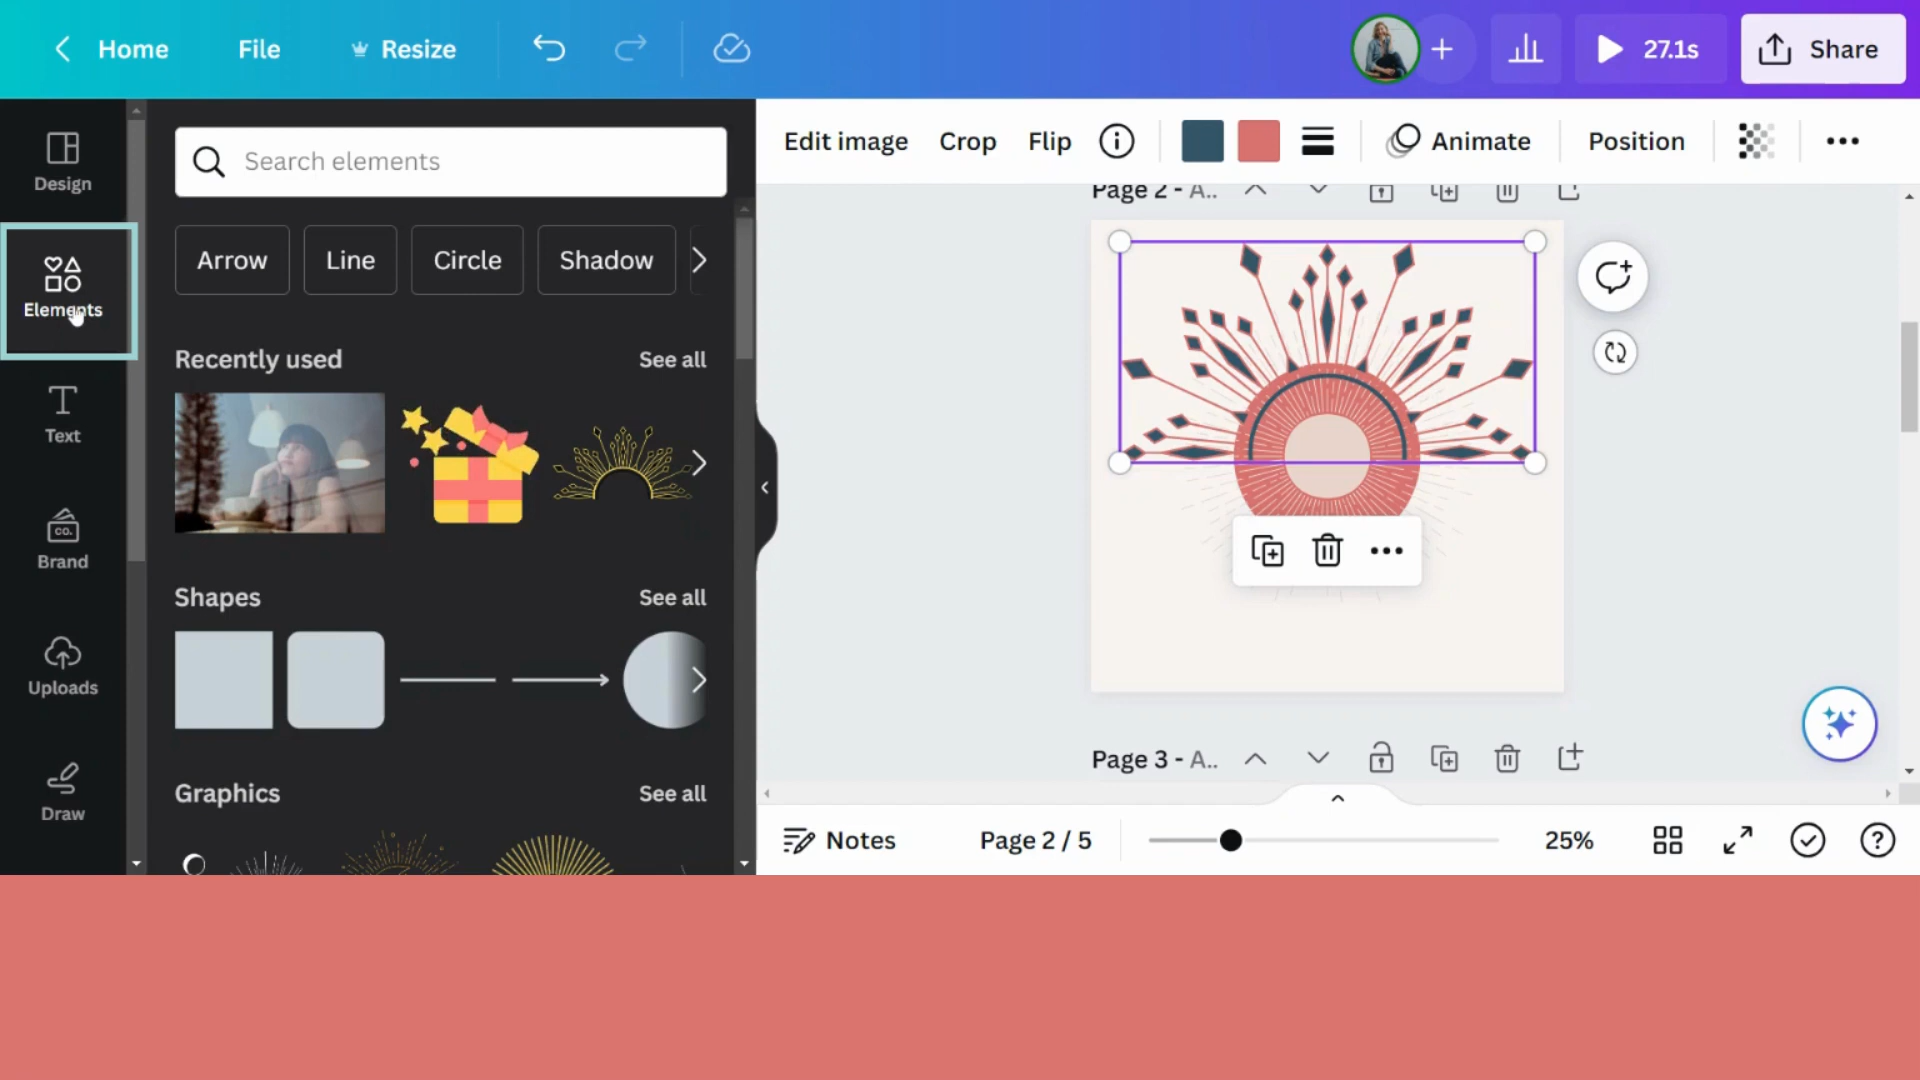 Home File Resize 27.1s Share
Design
Elements
Text
Brand
CO.
Uploads
Draw
Search elements
Arrow Line Circle Shadow
Recently used See all
Shapes See all
Graphics See all
Edit image Crop Flip Animate Position
Page 2 - A..
Page 3 - A..
Notes Page 2 / 5 25%